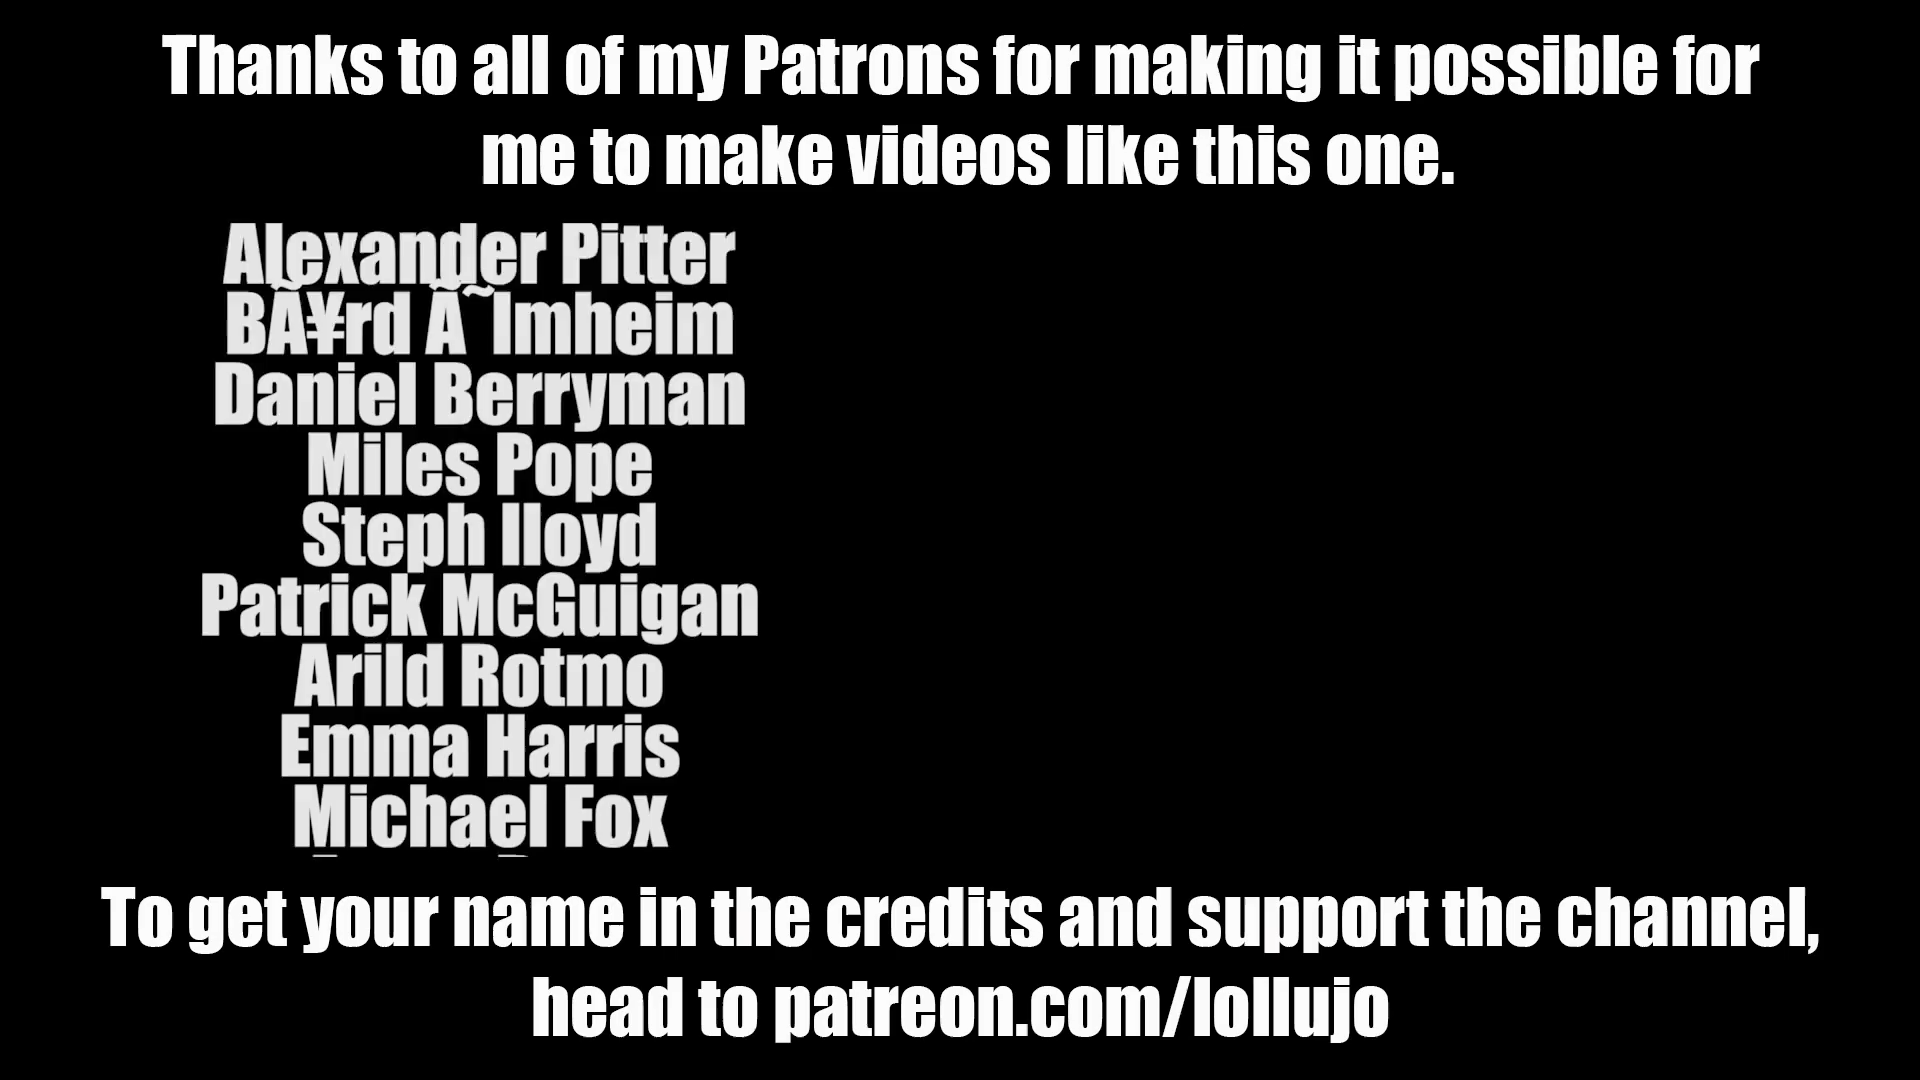 Thanks to all of my Patrons for making it possible for
me to make videos like this one.
Alexander Pitter
BÃ¥rd Ã˜lmheim
Daniel Berryman
Miles Pope
Steph lloyd
Patrick McGuigan
Arild Rotmo
Emma Harris
Michael Fox
To get your name in the credits and support the channel,
head to patreon.com/lollujo